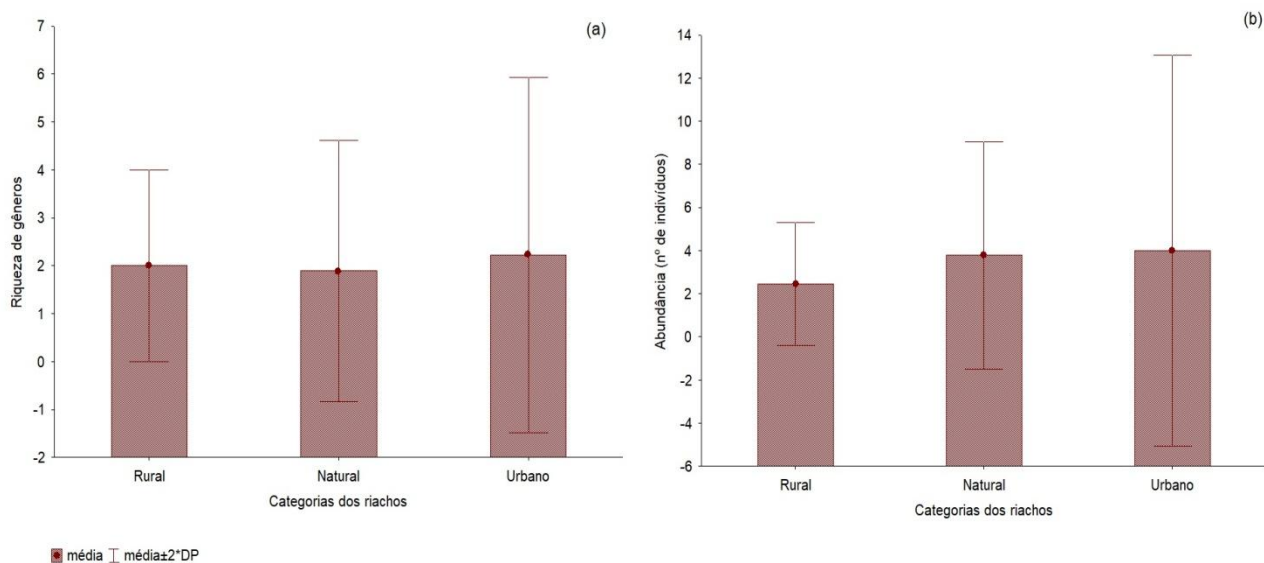 (a)
7
6
5
4
3
2
1
0
-1
-2
Riqueza de gêneros
Rural Natural Urbano
Categorias dos riachos
média média±2*DP
(b)
14
12
10
8
6
4
2
0
-2
-4
-6
Abundância (n° de indivíduos)
Rural Natural Urbano
Categorias dos riachos